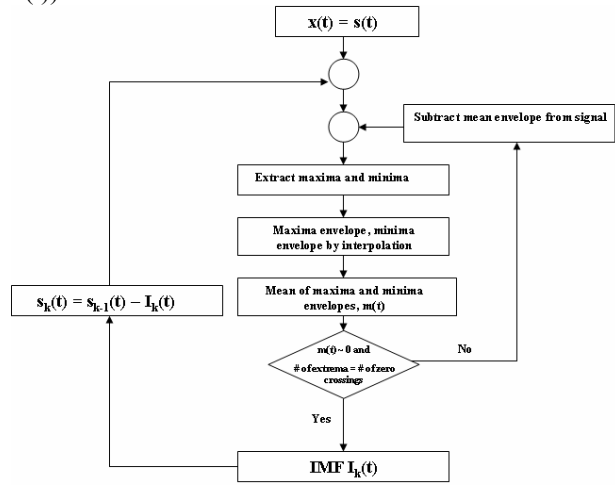 x(t) = s(t)
Subtract mean envelope from signal
Extract maxima and minima
Maxima envelope, minima
envelope by interpolation
Mean of maxima and minima
envelopes, m(t)
s_k(t) = s_{k-1}(t) – I_k(t)
m(t)~ 0 and
# of extrema = # of zero
crossings
No
Yes
IMF I_k(t)